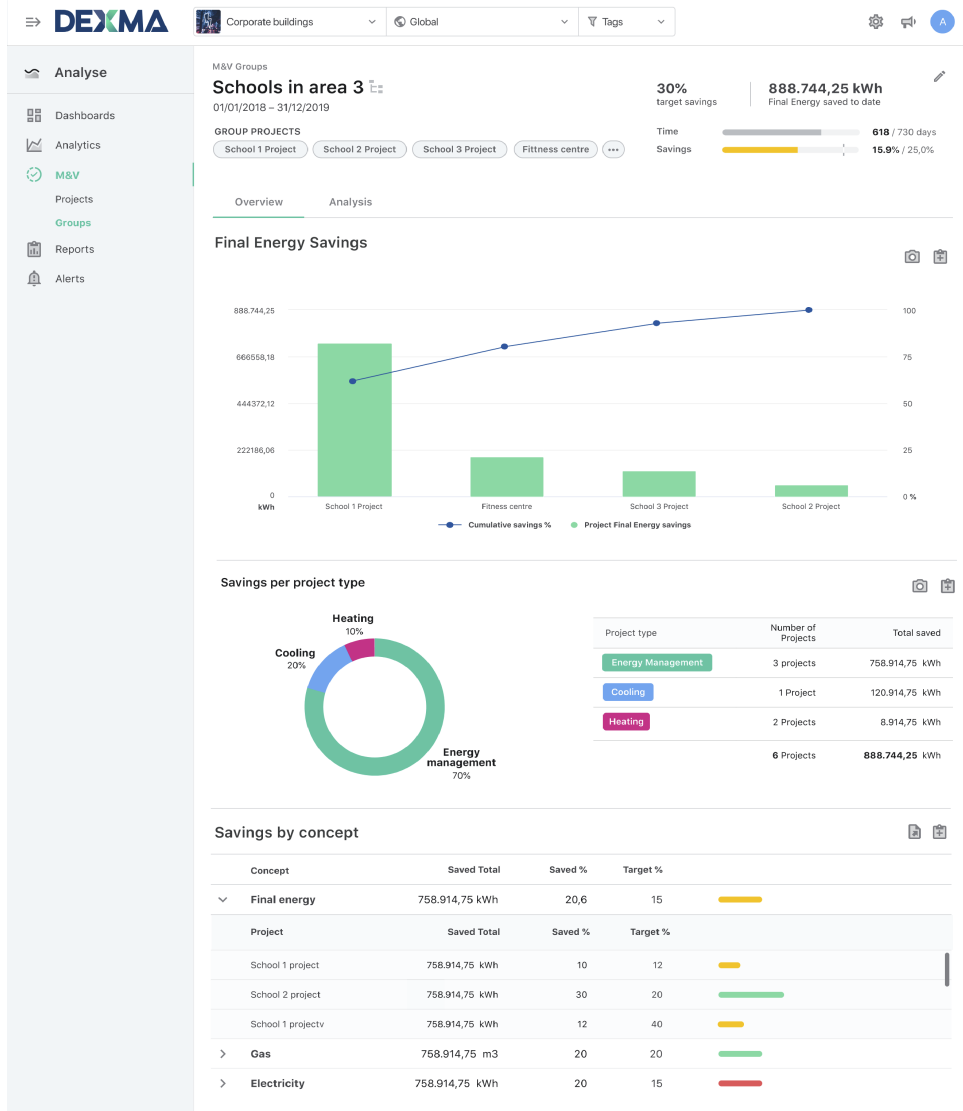 DEXMA
Corporate buildings
Global
Tags
A
Analyse
Dashboards
Analytics
M&V
Projects
Groups
Reports
Alerts
M&V Groups
Schools in area 3
01/01/2018 – 31/12/2019
GROUP PROJECTS
School 1 Project
School 2 Project
School 3 Project
Fittness centre
30%
target savings
888.744,25 kWh
Final Energy saved to date
Time
618 / 730 days
Savings
15.9% / 25,0%
Overview
Analysis
Final Energy Savings
888.744,25
666558,18
444372,12
222186,06
0
kWh
100
75
50
25
0 %
School 1 Project
Fitness centre
School 3 Project
School 2 Project
Cumulative savings %
Project Final Energy savings
Savings per project type
Heating
10%
Cooling
20%
Energy
management
70%
Project type
Number of
Projects
Total saved
Energy Management
3 projects
758.914,75 kWh
Cooling
1 Project
120.914,75 kWh
Heating
2 Projects
8.914,75 kWh
6 Projects
888.744,25 kWh
Savings by concept
Concept
Saved Total
Saved %
Target %
Final energy
758.914,75 kWh
20,6
15
Project
Saved Total
Saved %
Target %
School 1 project
758.914,75 kWh
10
12
School 2 project
758.914,75 kWh
30
20
School 1 projectv
758.914,75 kWh
12
40
Gas
758.914,75 m3
20
20
Electricity
758.914,75 kWh
20
15